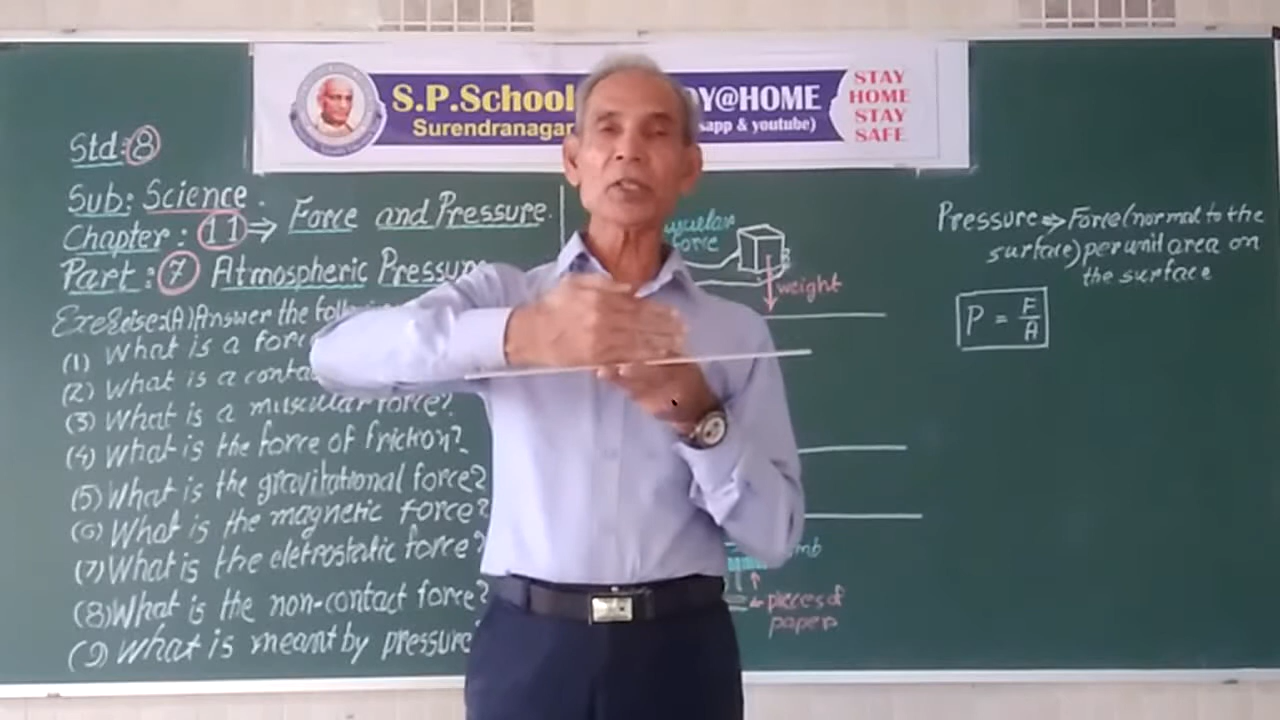 S.P.School
OY@HOME
Surendranagar
sapp & youtube)
STAY
HOME
STAY
SAFE
Std: 8
Sub: Science.
Chapter: 11 ⇒ Force and Pressure.
Part: 7 Atmospheric Pressure
Exercise:(A) Answer the
(1) What is a
(2) What is a
(3) What is a muscular force?
(4) What is the force of friction?
(5) What is the gravitational force?
(6) What is the magnetic force?
(7) What is the eletrostatic force?
(8) What is the non-contact force?
(9) What is meant by pressure
force
weight
pieces of
paper
Pressure ⇒ Force (normal to the
surface) per unit area on
the surface
P = F/A